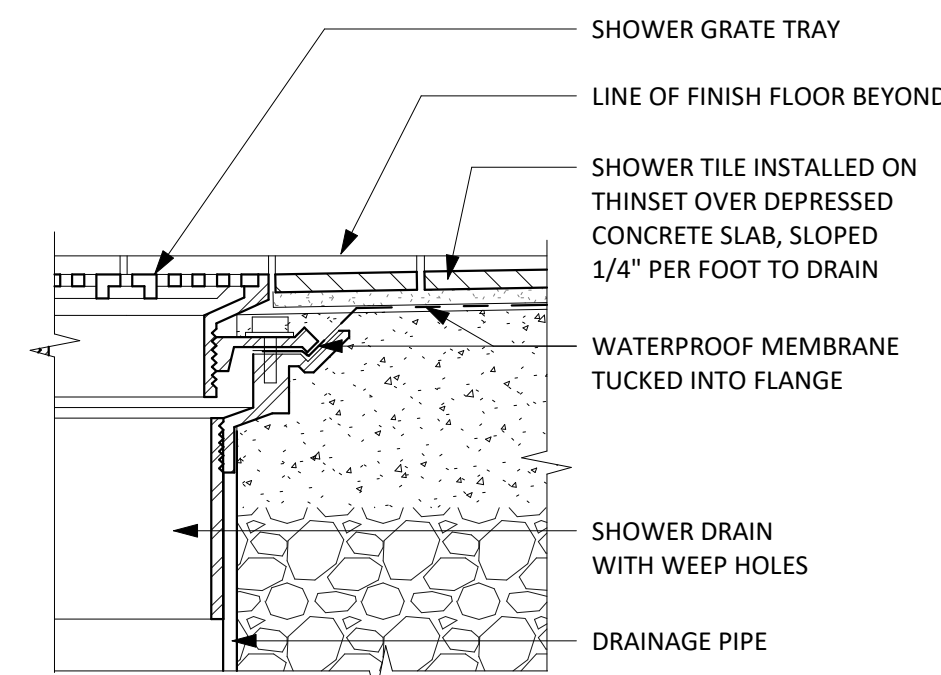 SHOWER GRATE TRAY
LINE OF FINISH FLOOR BEYOND
SHOWER TILE INSTALLED ON
THINSET OVER DEPRESSED
CONCRETE SLAB, SLOPED
1/4" PER FOOT TO DRAIN
WATERPROOF MEMBRANE
TUCKED INTO FLANGE
SHOWER DRAIN
WITH WEEP HOLES
DRAINAGE PIPE